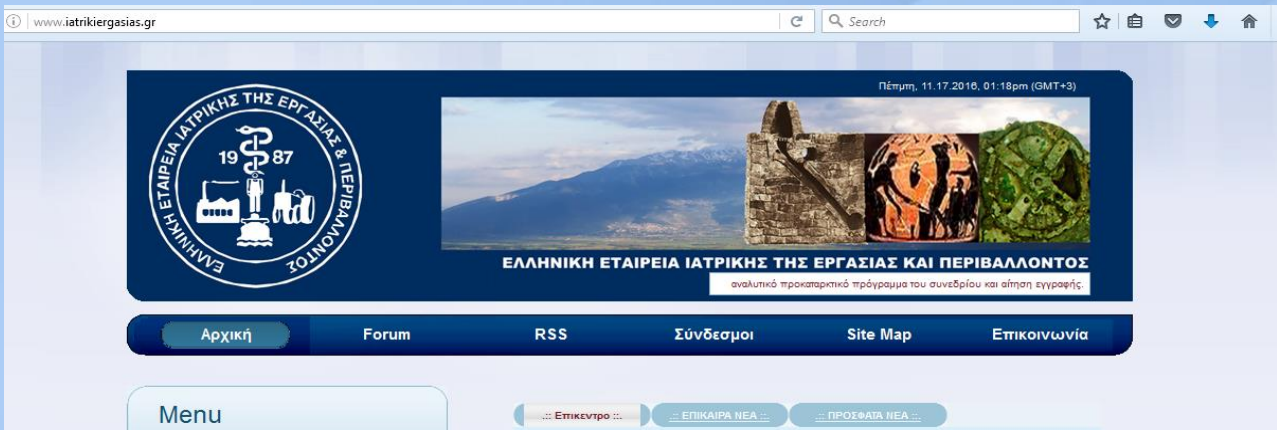 www.iatrikiergasias.gr
Search
Πέμπτη, 11.17.2016, 01:18pm (GMT+3)
ΕΛΛΗΝΙΚΗ ΕΤΑΙΡΕΙΑ ΙΑΤΡΙΚΗΣ ΤΗΣ ΕΡΓΑΣΙΑΣ & ΠΕΡΙΒΑΛΛΟΝΤΟΣ
19 87
ΕΛΛΗΝΙΚΗ ΕΤΑΙΡΕΙΑ ΙΑΤΡΙΚΗΣ ΤΗΣ ΕΡΓΑΣΙΑΣ ΚΑΙ ΠΕΡΙΒΑΛΛΟΝΤΟΣ
αναλυτικό προκαταρκτικό πρόγραμμα του συνεδρίου και αίτηση εγγραφής.
Αρχική Forum RSS Σύνδεσμοι Site Map Επικοινωνία
Menu
.:: Επικεντρο ::. .:: ΕΠΙΚΑΙΡΑ ΝΕΑ ::. .:: ΠΡΟΣΦΑΤΑ ΝΕΑ ::.